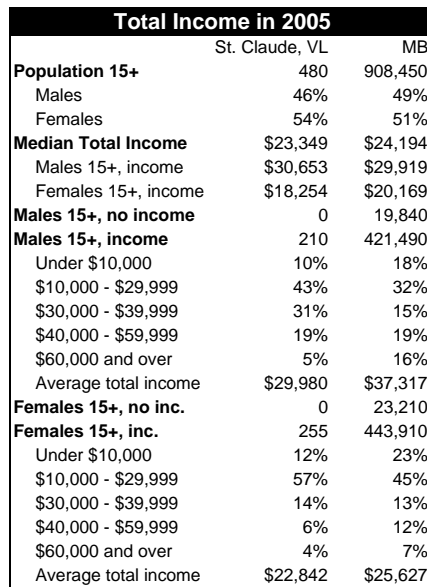 Total Income in 2005
St. Claude, VL MB
Population 15+ 480 908,450
Males 46% 49%
Females 54% 51%
Median Total Income $23,349 $24,194
Males 15+, income $30,653 $29,919
Females 15+, income $18,254 $20,169
Males 15+, no income 0 19,840
Males 15+, income 210 421,490
Under $10,000 10% 18%
$10,000 - $29,999 43% 32%
$30,000 - $39,999 31% 15%
$40,000 - $59,999 19% 19%
$60,000 and over 5% 16%
Average total income $29,980 $37,317
Females 15+, no inc. 0 23,210
Females 15+, inc. 255 443,910
Under $10,000 12% 23%
$10,000 - $29,999 57% 45%
$30,000 - $39,999 14% 13%
$40,000 - $59,999 6% 12%
$60,000 and over 4% 7%
Average total income $22,842 $25,627